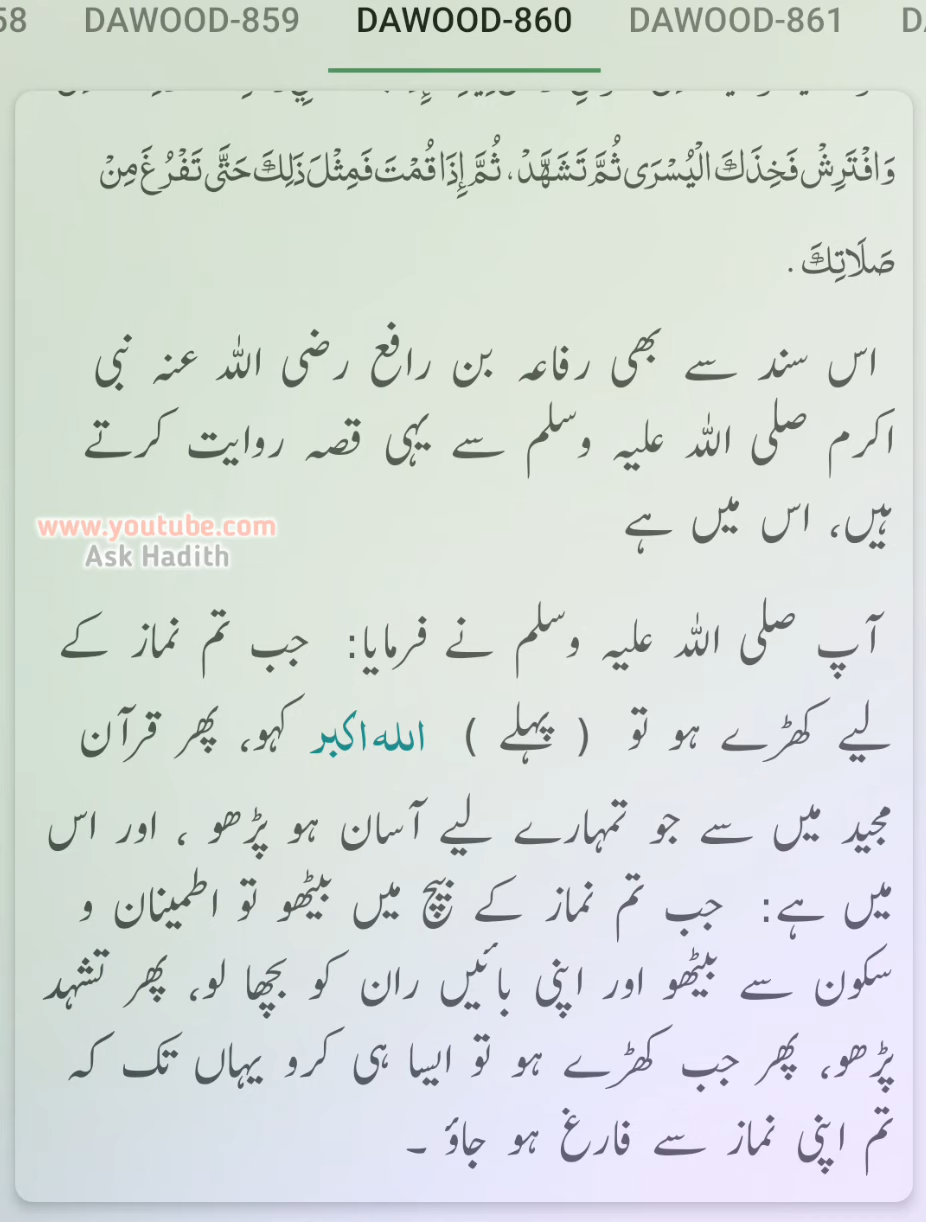 58 DAWOOD-859 DAWOOD-860 DAWOOD-861
وَافْتَرِشْ فَخِذَكَ الْيُسْرَى ثُمَّ تَشَهَّدْ، ثُمَّ إِذَا قُمْتَ فَمِثْلَ ذَلِكَ حَتَّى تَفْرُغَ مِنْ
صَلَاتِكَ .
اس سند سے بھی رفاعہ بن رافع رضی اللہ عنہ نبی
اکرم صلی اللہ علیہ وسلم سے یہی قصہ روایت کرتے
ہیں، اس میں ہے
www.youtube.com
Ask Hadith
آپ صلی اللہ علیہ وسلم نے فرمایا: جب تم نماز کے
لیے کھڑے ہو تو ( پہلے ) اللہ اکبر کہو، پھر قرآن
مجید میں سے جو تمہارے لیے آسان ہو پڑھو ، اور اس
میں ہے: جب تم نماز کے بیچ میں بیٹھو تو اطمینان و
سکون سے بیٹھو اور اپنی بائیں ران کو بچھا لو، پھر تشہد
پڑھو، پھر جب کھڑے ہو تو ایسا ہی کرو یہاں تک کہ
تم اپنی نماز سے فارغ ہو جاؤ ۔